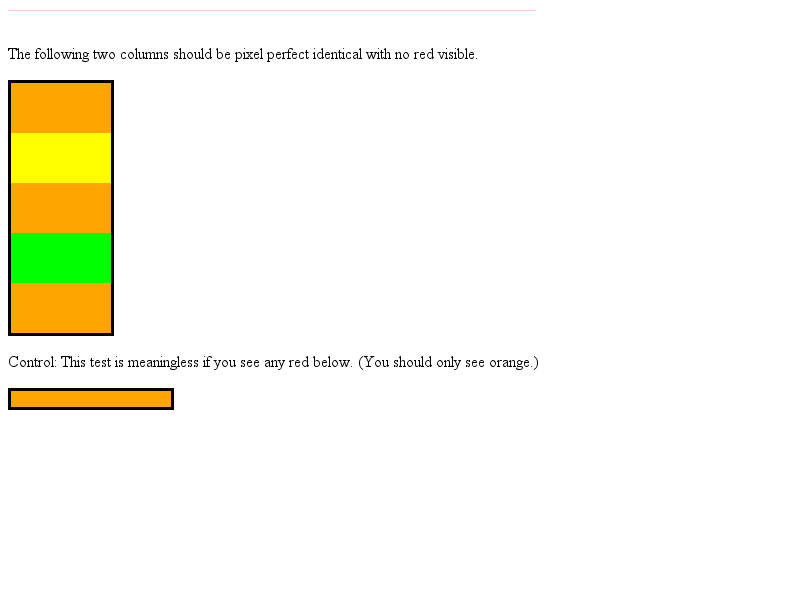 The following two columns should be pixel perfect identical with no red visible.
Control: This test is meaningless if you see any red below. (You should only see orange.)